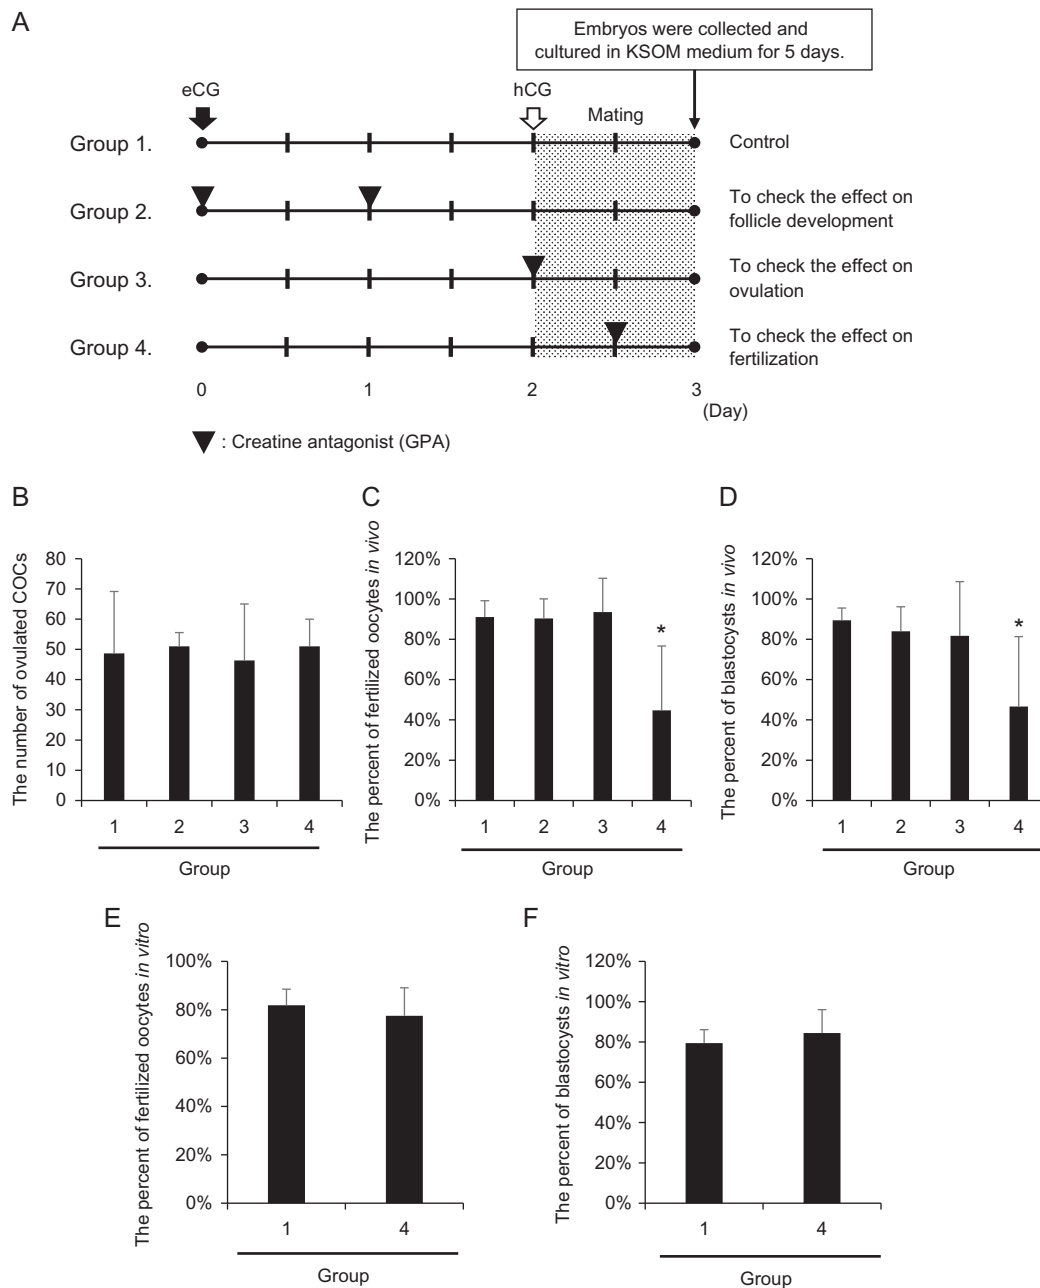 A
Embryos were collected and
cultured in KSOM medium for 5 days.
eCG
hCG
Mating
Group 1.
Control
Group 2.
To check the effect on
follicle development
Group 3.
To check the effect on
ovulation
Group 4.
To check the effect on
fertilization
0 1 2 3
(Day)
: Creatine antagonist (GPA)
B
The number of ovulated COCs
80
70
60
50
40
30
20
10
0
1 2 3 4
Group
C
The percent of fertilized oocytes in vivo
120%
100%
80%
60%
40%
20%
0%
*
1 2 3 4
Group
D
The percent of blastocysts in vivo
120%
100%
80%
60%
40%
20%
0%
*
1 2 3 4
Group
E
The percent of fertilized oocytes in vitro
100%
80%
60%
40%
20%
0%
1 4
Group
F
The percent of blastocysts in vitro
120%
100%
80%
60%
40%
20%
0%
1 4
Group